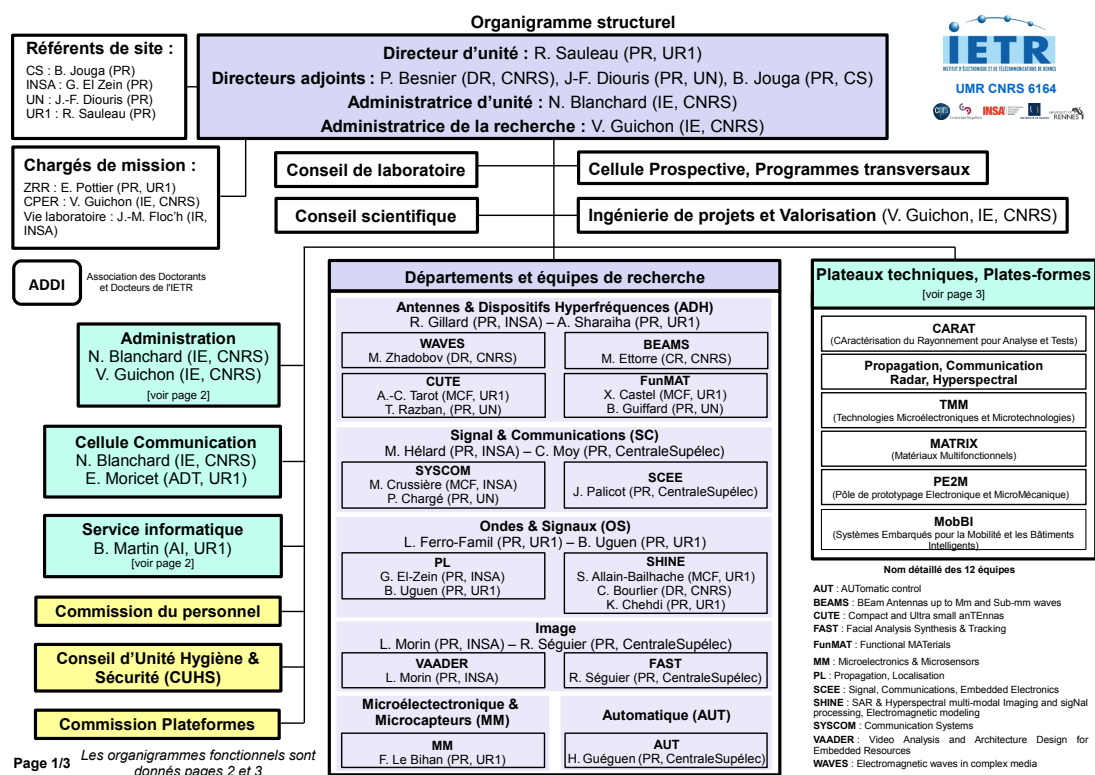 Organigramme structurel
Référents de site :
CS : B. Jouga (PR)
INSA : G. El Zein (PR)
UN : J.-F. Diouris (PR)
UR1 : R. Sauleau (PR)
Directeur d'unité : R. Sauleau (PR, UR1)
Directeurs adjoints : P. Besnier (DR, CNRS), J-F. Diouris (PR, UN), B. Jouga (PR, CS)
Administratrice d'unité : N. Blanchard (IE, CNRS)
Administratrice de la recherche : V. Guichon (IE, CNRS)
IETR
INSTITUT D'ÉLECTRONIQUE ET DE TÉLÉCOMMUNICATIONS DE RENNES
UMR CNRS 6164
cnrs
CentraleSupélec
INSA
UNIVERSITÉ DE NANTES
RENNES
Chargés de mission :
ZRR : E. Pottier (PR, UR1)
CPER : V. Guichon (IE, CNRS)
Vie laboratoire : J.-M. Floc'h (IR,
INSA)
Conseil de laboratoire
Cellule Prospective, Programmes transversaux
Conseil scientifique
Ingénierie de projets et Valorisation (V. Guichon, IE, CNRS)
ADDI
Association des Doctorants
et Docteurs de l'IETR
Administration
N. Blanchard (IE, CNRS)
V. Guichon (IE, CNRS)
[voir page 2]
Cellule Communication
N. Blanchard (IE, CNRS)
E. Moricet (ADT, UR1)
Service informatique
B. Martin (AI, UR1)
[voir page 2]
Commission du personnel
Conseil d'Unité Hygiène &
Sécurité (CUHS)
Commission Plateformes
Page 1/3
Les organigrammes fonctionnels sont
donnés pages 2 et 3
Départements et équipes de recherche
Antennes & Dispositifs Hyperfréquences (ADH)
R. Gillard (PR, INSA) – A. Sharaiha (PR, UR1)
WAVES
M. Zhadobov (DR, CNRS)
BEAMS
M. Ettorre (CR, CNRS)
CUTE
A.-C. Tarot (MCF, UR1)
T. Razban, (PR, UN)
FunMAT
X. Castel (MCF, UR1)
B. Guiffard (PR, UN)
Signal & Communications (SC)
M. Hélard (PR, INSA) – C. Moy (PR, CentraleSupélec)
SYSCOM
M. Crussière (MCF, INSA)
P. Chargé (PR, UN)
SCEE
J. Palicot (PR, CentraleSupélec)
Ondes & Signaux (OS)
L. Ferro-Famil (PR, UR1) – B. Uguen (PR, UR1)
PL
G. El-Zein (PR, INSA)
B. Uguen (PR, UR1)
SHINE
S. Allain-Bailhache (MCF, UR1)
C. Bourlier (DR, CNRS)
K. Chehdi (PR, UR1)
Image
L. Morin (PR, INSA) – R. Séguier (PR, CentraleSupélec)
VAADER
L. Morin (PR, INSA)
FAST
R. Séguier (PR, CentraleSupélec)
Microélectectronique &
Microcapteurs (MM)
MM
F. Le Bihan (PR, UR1)
Automatique (AUT)
AUT
H. Guéguen (PR, CentraleSupélec)
Plateaux techniques, Plates-formes
[voir page 3]
CARAT
(CAractérisation du Rayonnement pour Analyse et Tests)
Propagation, Communication
Radar, Hyperspectral
TMM
(Technologies Microélectroniques et Microtechnologies)
MATRIX
(Matériaux Multifonctionnels)
PE2M
(Pôle de prototypage Electronique et MicroMécanique)
MobBI
(Systèmes Embarqués pour la Mobilité et les Bâtiments
Intelligents)
Nom détaillé des 12 équipes
AUT : AUTomatic control
BEAMS : BEam Antennas up to Mm and Sub-mm waves
CUTE : Compact and Ultra small anTEnnas
FAST : Facial Analysis Synthesis & Tracking
FunMAT : Functional MATerials
MM : Microelectronics & Microsensors
PL : Propagation, Localisation
SCEE : Signal, Communications, Embedded Electronics
SHINE : SAR & Hyperspectral multi-modal Imaging and sigNal
processing, Electromagnetic modeling
SYSCOM : Communication Systems
VAADER : Video Analysis and Architecture Design for
Embedded Resources
WAVES : Electromagnetic waves in complex media